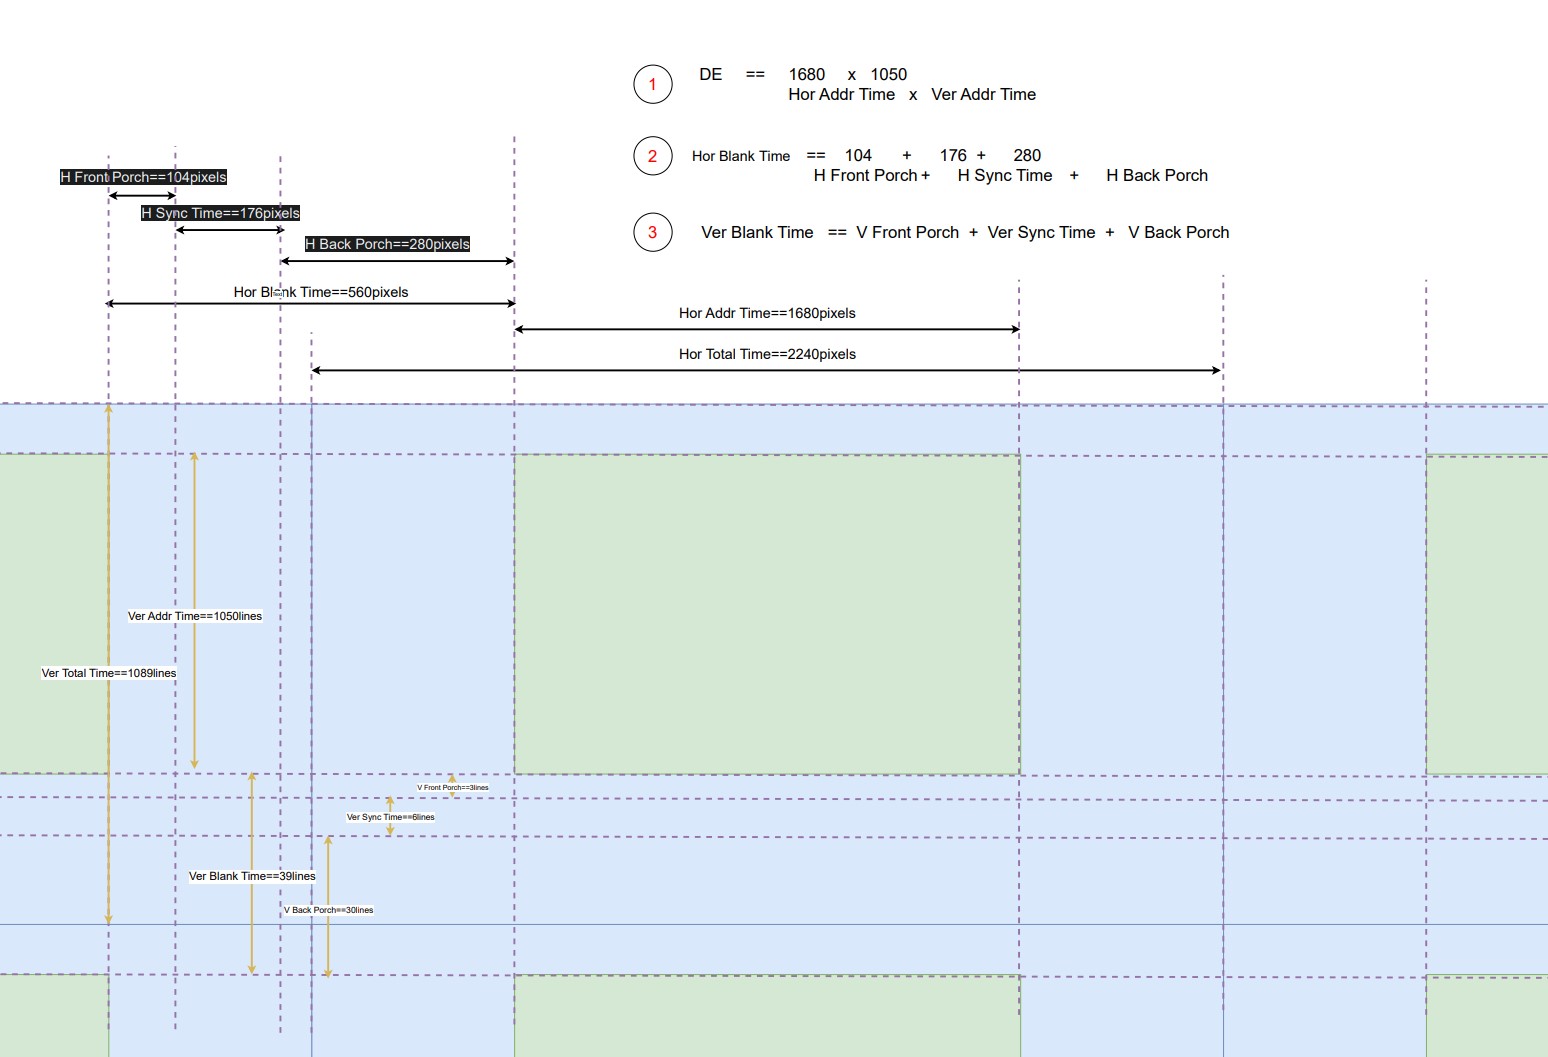 1
DE == 1680 x 1050
Hor Addr Time x Ver Addr Time
2
Hor Blank Time == 104 + 176 + 280
H Front Porch + H Sync Time + H Back Porch
3
Ver Blank Time == V Front Porch + Ver Sync Time + V Back Porch
H Front Porch==104pixels
H Sync Time==176pixels
H Back Porch==280pixels
Hor Blank Time==560pixels
Hor Addr Time==1680pixels
Hor Total Time==2240pixels
Ver Addr Time==1050lines
Ver Total Time==1089lines
V Front Porch==3lines
Ver Sync Time==6lines
Ver Blank Time==39lines
V Back Porch==30lines